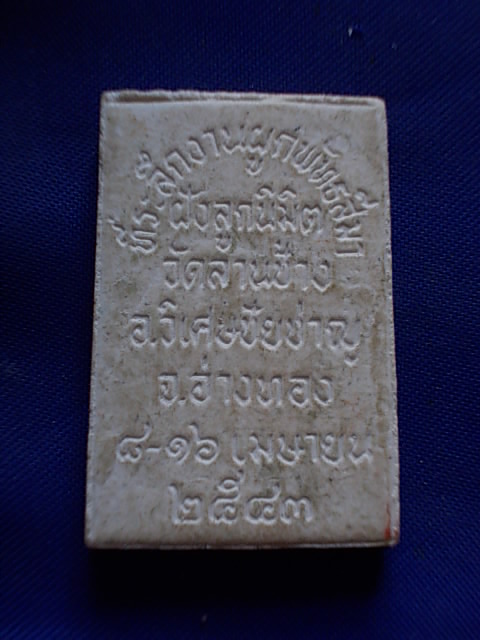 ที่ระลึกงานผูกพัทธสีมา
ฝังลูกนิมิต
วัดลานช้าง
อ.วิเศษชัยชาญ
จ.อ่างทอง
๘-๑๖ เมษายน
๒๕๔๓